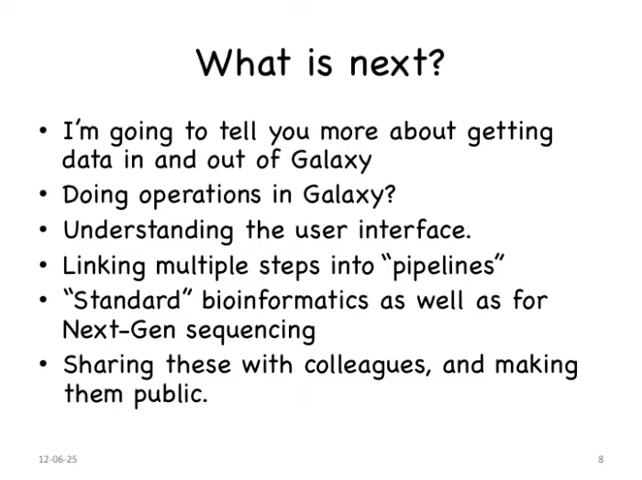 What is next?
• I'm going to tell you more about getting
data in and out of Galaxy
• Doing operations in Galaxy?
• Understanding the user interface.
• Linking multiple steps into "pipelines"
• "Standard" bioinformatics as well as for
Next-Gen sequencing
• Sharing these with colleagues, and making
them public.
12-06-25
8